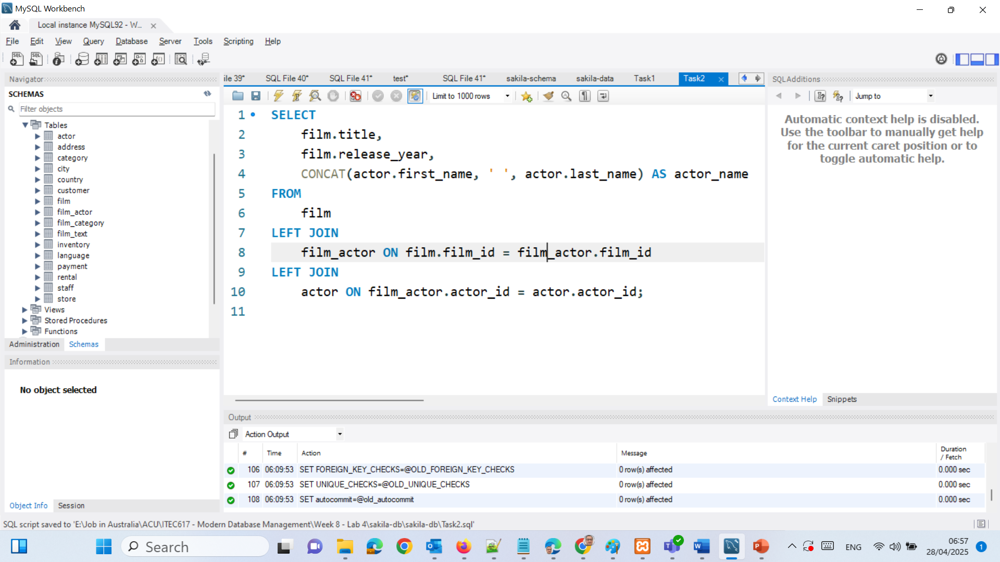 MySQL Workbench
Local instance MySQL92 - W...
File Edit View Query Database Server Tools Scripting Help
Navigator
SCHEMAS
Filter objects
Tables
actor
address
category
city
country
customer
film
film_actor
film_category
film_text
inventory
language
payment
rental
staff
store
Views
Stored Procedures
Functions
Administration Schemas
Information
No object selected
Object Info Session
ile 39* SQL File 40* SQL File 41* test* SQL File 41* sakila-schema sakila-data Task1 Task2
Limit to 1000 rows
1 SELECT
2 film.title,
3 film.release_year,
4 CONCAT(actor.first_name, ' ', actor.last_name) AS actor_name
5 FROM
6 film
7 LEFT JOIN
8 film_actor ON film.film_id = film_actor.film_id
9 LEFT JOIN
10 actor ON film_actor.actor_id = actor.actor_id;
11
SQLAdditions
Jump to
Automatic context help is disabled.
Use the toolbar to manually get help
for the current caret position or to
toggle automatic help.
Context Help Snippets
Output
Action Output
# Time Action Message Duration / Fetch
106 06:09:53 SET FOREIGN_KEY_CHECKS=@OLD_FOREIGN_KEY_CHECKS 0 row(s) affected 0.000 sec
107 06:09:53 SET UNIQUE_CHECKS=@OLD_UNIQUE_CHECKS 0 row(s) affected 0.000 sec
108 06:09:53 SET autocommit=@old_autocommit 0 row(s) affected 0.000 sec
SQL script saved to 'E:\Job in Australia\ACU\ITEC617 - Modern Database Management\Week 8 - Lab 4\sakila-db\sakila-db\Task2.sql'
Search
ENG
06:57
28/04/2025
1